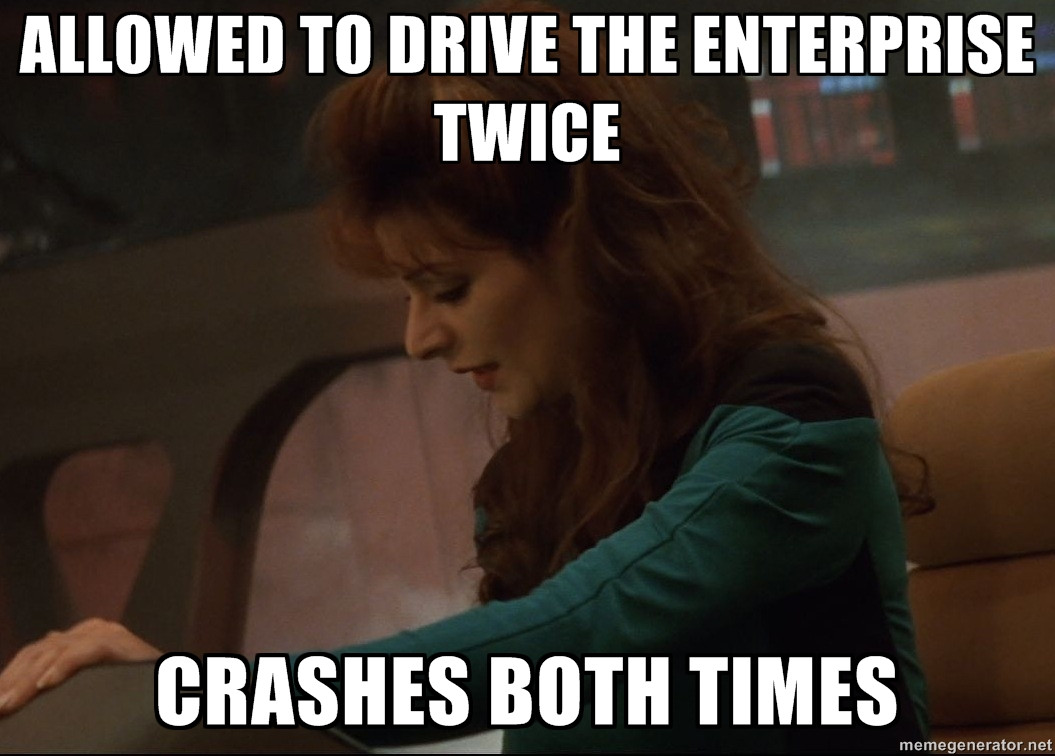 ALLOWED TO DRIVE THE ENTERPRISE
TWICE
CRASHES BOTH TIMES
memegenerator.net